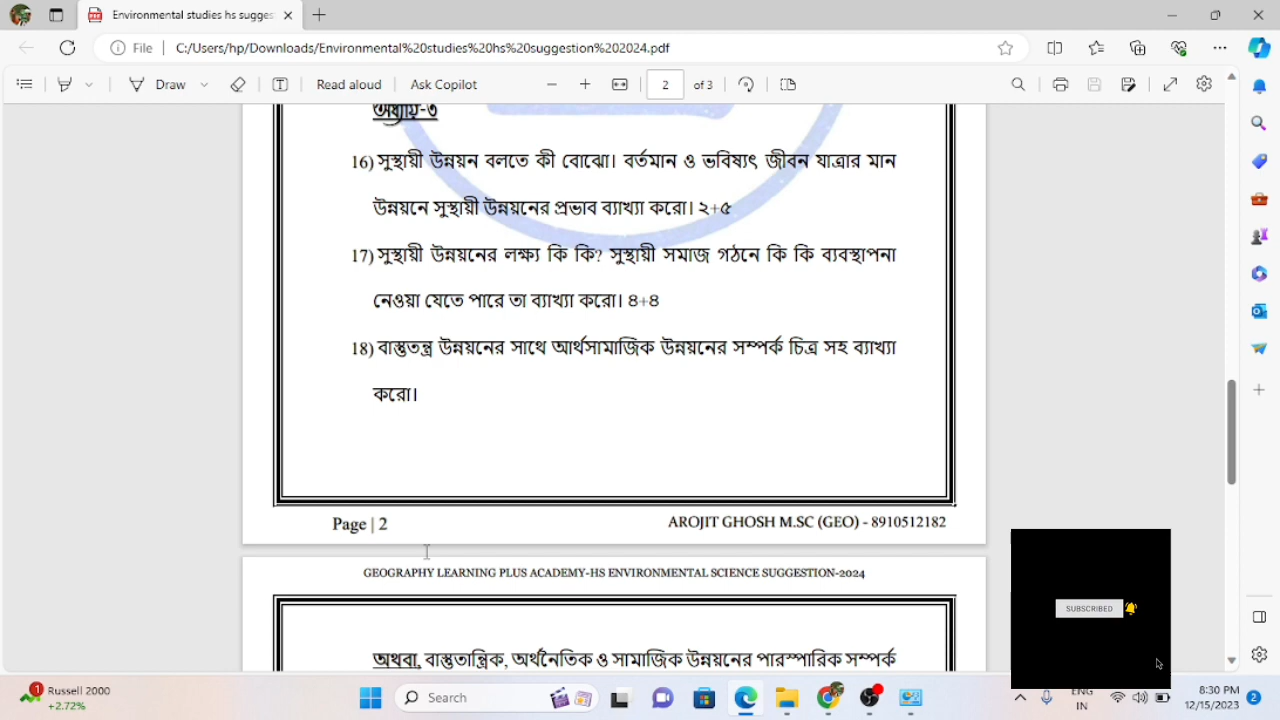 Environmental studies hs sugges
File
C:/Users/hp/Downloads/Environmental%20studies%20hs%20suggestion%202024.pdf
Draw
Read aloud
Ask Copilot
2
of 3
অধ্যায়-৩
16) সুস্থায়ী উন্নয়ন বলতে কী বোঝো। বর্তমান ও ভবিষ্যৎ জীবন যাত্রার মান
উন্নয়নে সুস্থায়ী উন্নয়নের প্রভাব ব্যাখ্যা করো। ২+৫
17) সুস্থায়ী উন্নয়নের লক্ষ্য কি কি? সুস্থায়ী সমাজ গঠনে কি কি ব্যবস্থাপনা
নেওয়া যেতে পারে তা ব্যাখ্যা করো। ৪+৪
18) বাস্তুতন্ত্র উন্নয়নের সাথে আর্থসামাজিক উন্নয়নের সম্পর্ক চিত্র সহ ব্যাখ্যা
করো।
Page | 2
AROJIT GHOSH M.SC (GEO) - 8910512182
GEOGRAPHY LEARNING PLUS ACADEMY-HS ENVIRONMENTAL SCIENCE SUGGESTION-2024
অথবা, বাস্তুতান্ত্রিক, অর্থনৈতিক ও সামাজিক উন্নয়নের পারস্পারিক সম্পর্ক
SUBSCRIBED
1
Russell 2000
+2.72%
Search
ENG
IN
8:30 PM
12/15/2023
2